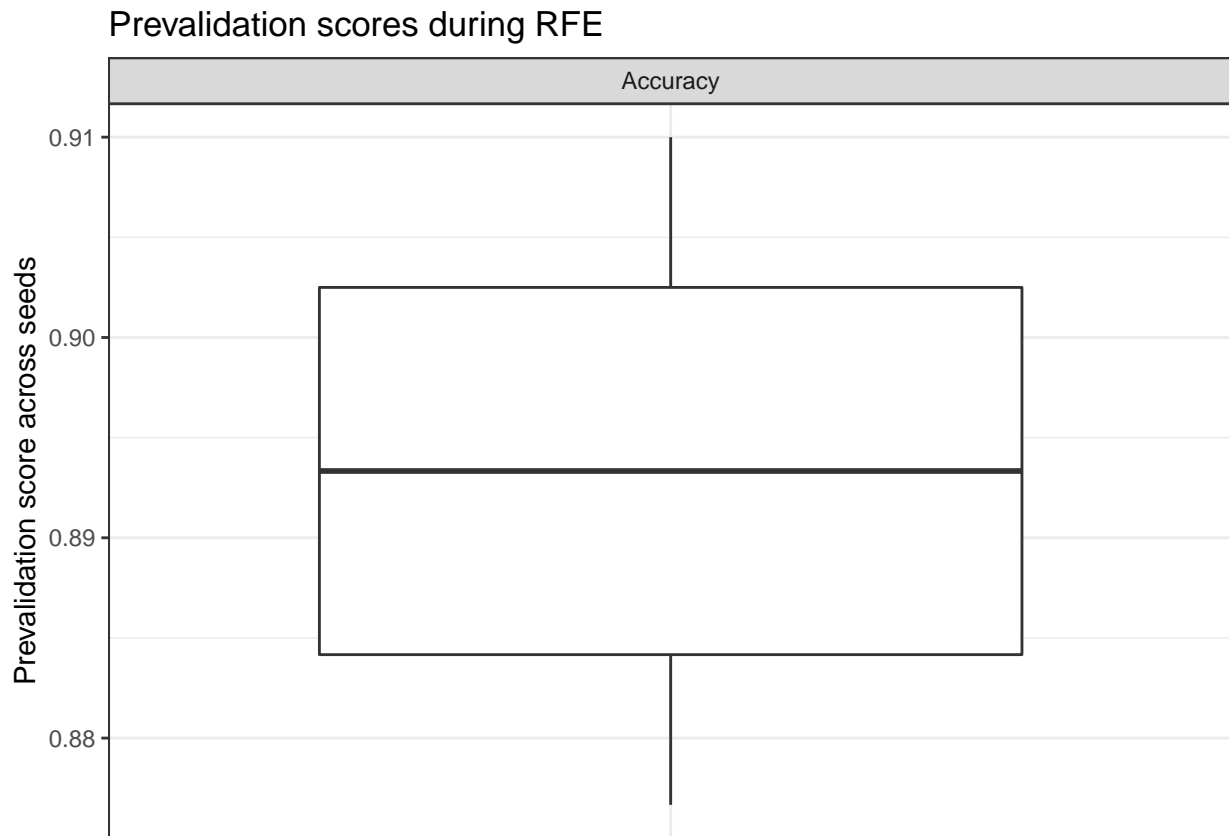 Prevalidation scores during RFE
Accuracy
Prevalidation score across seeds
0.91
0.90
0.89
0.88